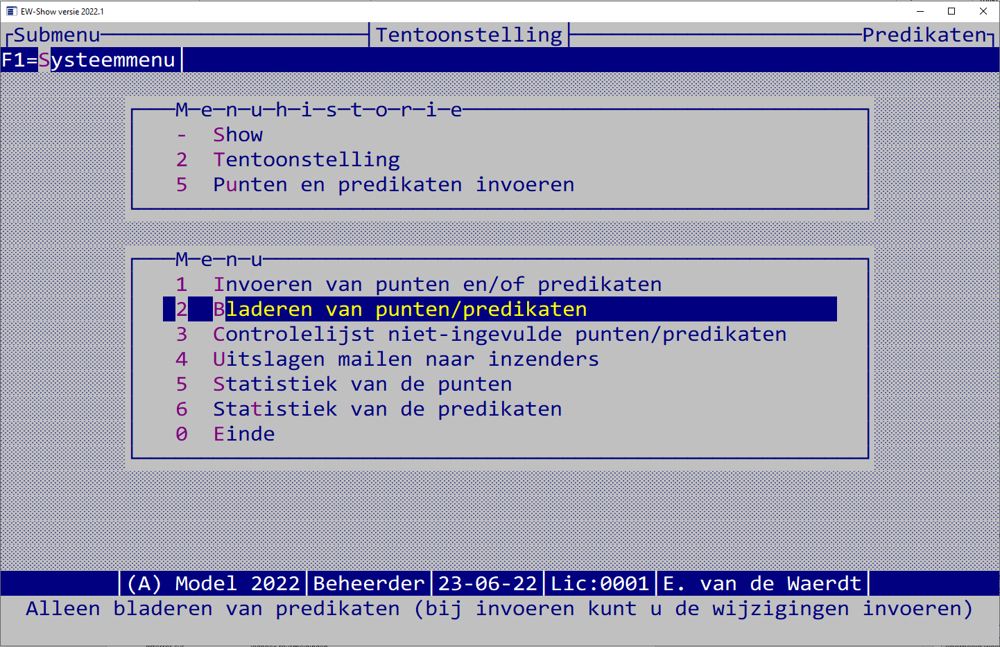 EW-Show versie 2022.1
Submenu Tentoonstelling Predikaten
F1=Systeemmenu
M-e-n-u-h-i-s-t-o-r-i-e
- Show
2 Tentoonstelling
5 Punten en predikaten invoeren
M-e-n-u
1 Invoeren van punten en/of predikaten
2 Bladeren van punten/predikaten
3 Controlelijst niet-ingevulde punten/predikaten
4 Uitslagen mailen naar inzenders
5 Statistiek van de punten
6 Statistiek van de predikaten
0 Einde
(A) Model 2022|Beheerder|23-06-22|Lic:0001|E. van de Waerdt|
Alleen bladeren van predikaten (bij invoeren kunt u de wijzigingen invoeren)